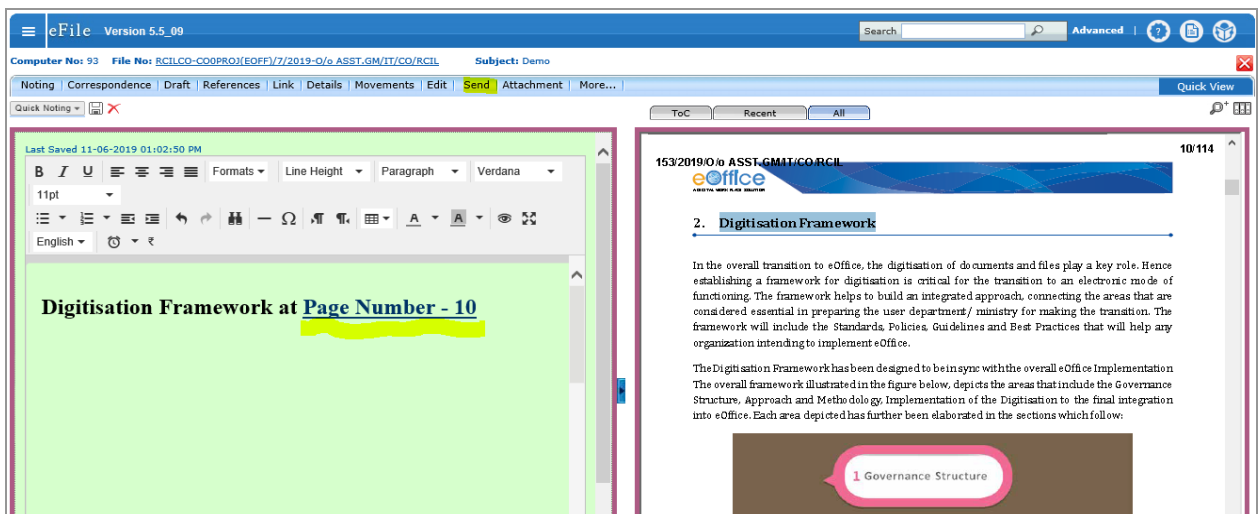 eFile Version 5.5_09
Search
Advanced |
Computer No: 93 File No: RCILCO-CO0PROJ(EOFF)/7/2019-O/o ASST.GM/IT/CO/RCIL Subject: Demo
Noting | Correspondence | Draft | References | Link | Details | Movements | Edit | Send | Attachment | More... |
Quick View
Quick Noting
ToC Recent All
Last Saved 11-06-2019 01:02:50 PM
B I U Formats Line Height Paragraph Verdana
11pt
Ω A A
English ₹
Digitisation Framework at Page Number - 10
153/2019/O/o ASST.GM/IT/CO/RCIL
10/114
eOffice
A DIGITAL WORK PLACE SOLUTION
2. Digitisation Framework
In the overall transition to eOffice, the digitisation of documents and files play a key role. Hence
establishing a framework for digitisation is critical for the transition to an electronic mode of
functioning. The framework helps to build an integrated approach, connecting the areas that are
considered essential in preparing the user department/ ministry for making the transition. The
framework will include the Standards, Policies, Guidelines and Best Practices that will help any
organization intending to implement eOffice.
The Digitisation Framework has been designed to be in sync with the overall eOffice Implementation
The overall framework illustrated in the figure below, depicts the areas that include the Governance
Structure, Approach and Methodology, Implementation of the Digitisation to the final integration
into eOffice. Each area depicted has further been elaborated in the sections which follow:
1 Governance Structure